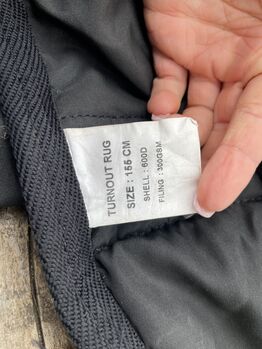 TURNOUT RUG
SIZE : 155 CM
SHELL : 600D
FILING : 300GSM